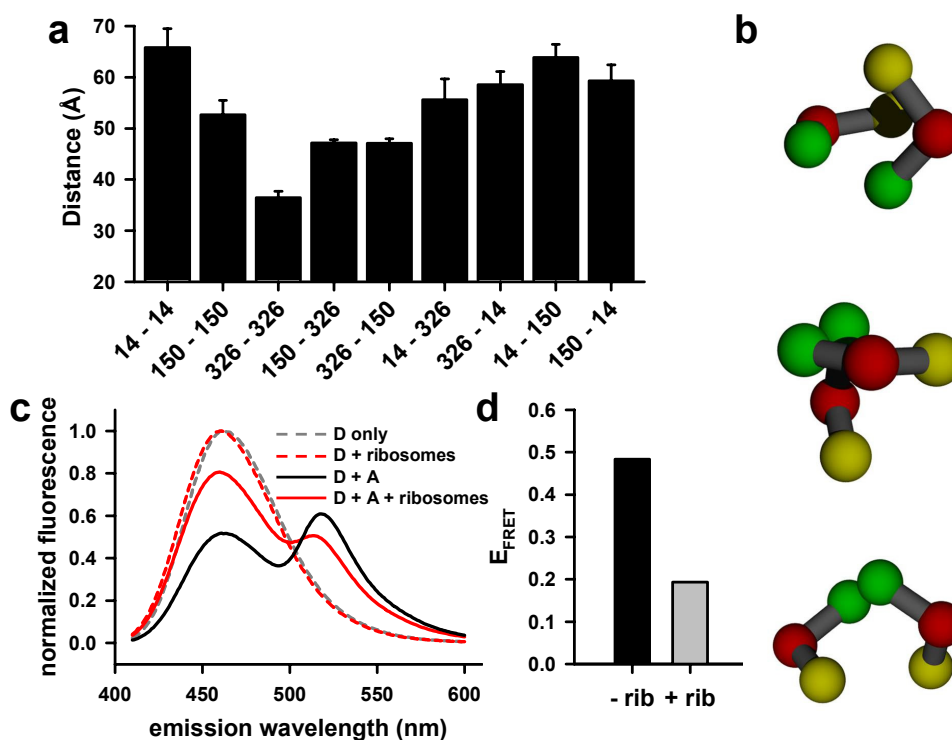 a
Distance (Å)
70
60
50
40
30
20
14 - 14
150 - 150
326 - 326
150 - 326
326 - 150
14 - 326
326 - 14
14 - 150
150 - 14
b
c
normalized fluorescence
1.0
0.8
0.6
0.4
0.2
0.0
D only
D + ribosomes
D + A
D + A + ribosomes
400
450
500
550
600
emission wavelength (nm)
d
E FRET
0.6
0.5
0.4
0.3
0.2
0.1
0.0
- rib
+ rib